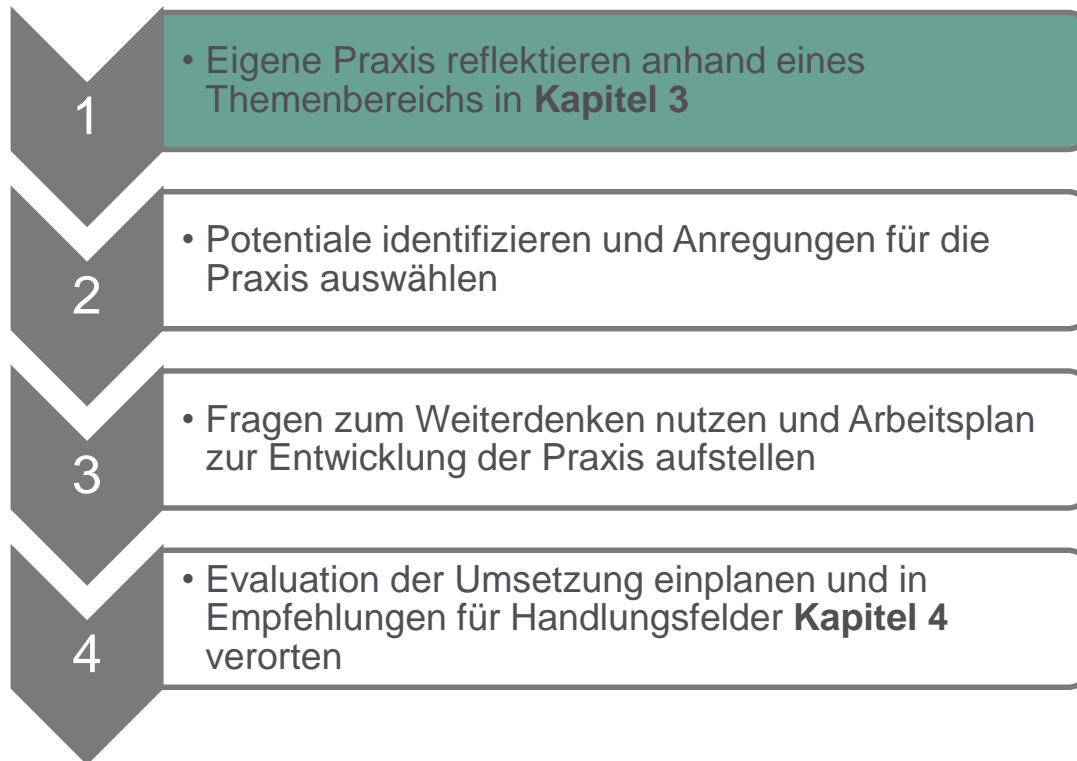 1
• Eigene Praxis reflektieren anhand eines
Themenbereichs in Kapitel 3
2
• Potentiale identifizieren und Anregungen für die
Praxis auswählen
3
• Fragen zum Weiterdenken nutzen und Arbeitsplan
zur Entwicklung der Praxis aufstellen
4
• Evaluation der Umsetzung einplanen und in
Empfehlungen für Handlungsfelder Kapitel 4
verorten